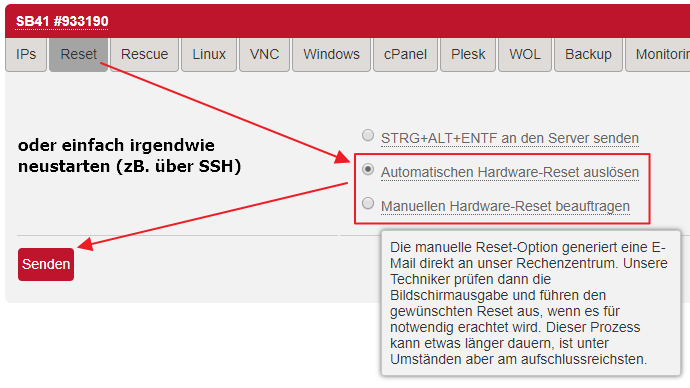 SB41 #933190
IPs Reset Rescue Linux VNC Windows cPanel Plesk WOL Backup Monitorin
oder einfach irgendwie
neustarten (zB. über SSH)
STRG+ALT+ENTF an den Server senden
Automatischen Hardware-Reset auslösen
Manuellen Hardware-Reset beauftragen
Senden
Die manuelle Reset-Option generiert eine E-
Mail direkt an unser Rechenzentrum. Unsere
Techniker prüfen dann die
Bildschirmausgabe und führen den
gewünschten Reset aus, wenn es für
notwendig erachtet wird. Dieser Prozess
kann etwas länger dauern, ist unter
Umständen aber am aufschlussreichsten.